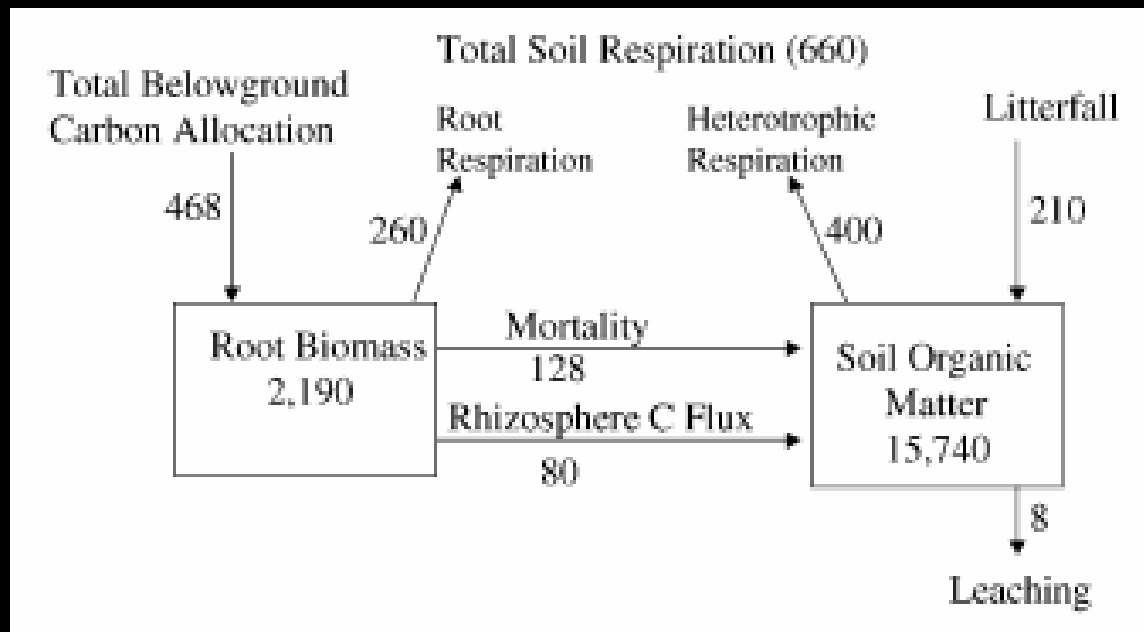 Total Soil Respiration (660)
Total Belowground
Carbon Allocation
Root
Respiration
Heterotrophic
Respiration
Litterfall
468
260
400
210
Root Biomass
2,190
Mortality
128
Rhizosphere C Flux
80
Soil Organic
Matter
15,740
8
Leaching